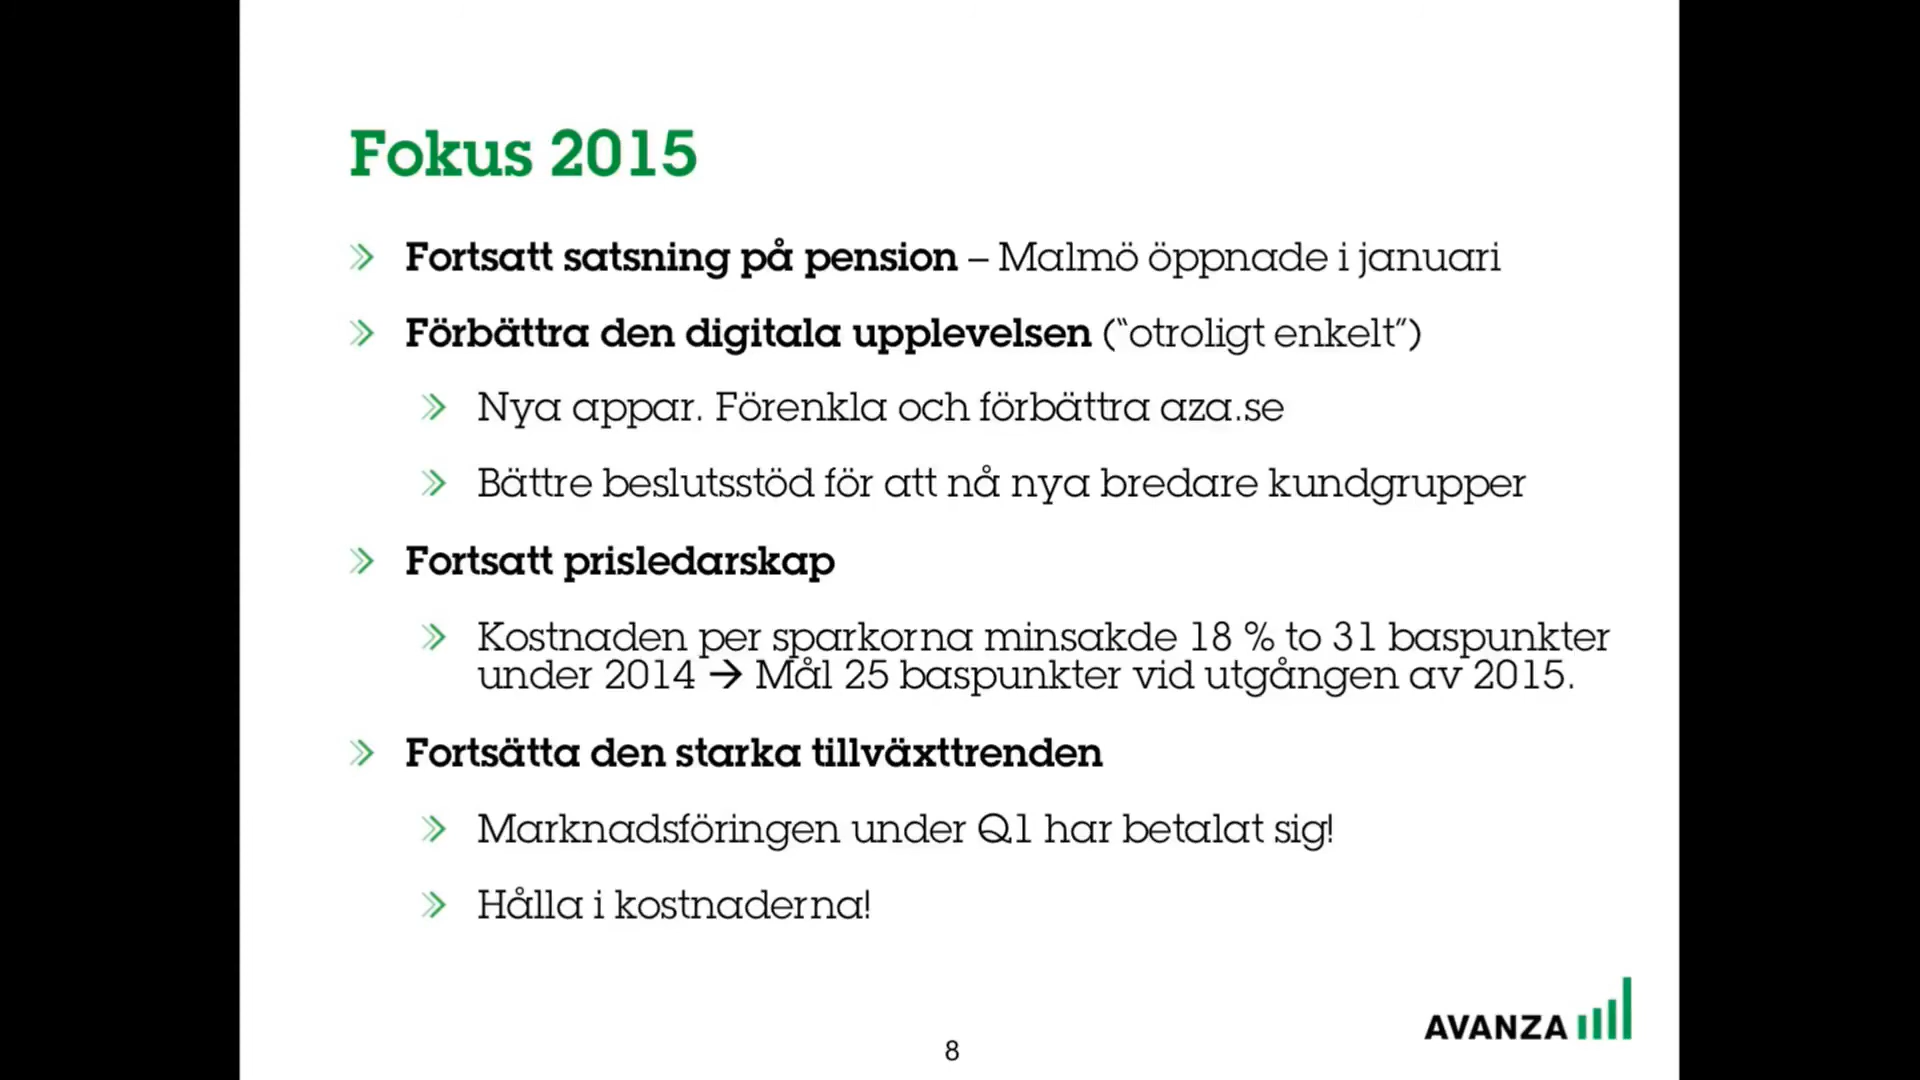 Fokus 2015
Fortsatt satsning på pension – Malmö öppnade i januari
Förbättra den digitala upplevelsen (“otroligt enkelt”)
Nya appar. Förenkla och förbättra aza.se
Bättre beslutsstöd för att nå nya bredare kundgrupper
Fortsatt prisledarskap
Kostnaden per sparkorna minsakde 18 % to 31 baspunkter
under 2014 → Mål 25 baspunkter vid utgången av 2015.
Fortsätta den starka tillväxttrenden
Marknadsföringen under Q1 har betalat sig!
Hålla i kostnaderna!
AVANZA
8